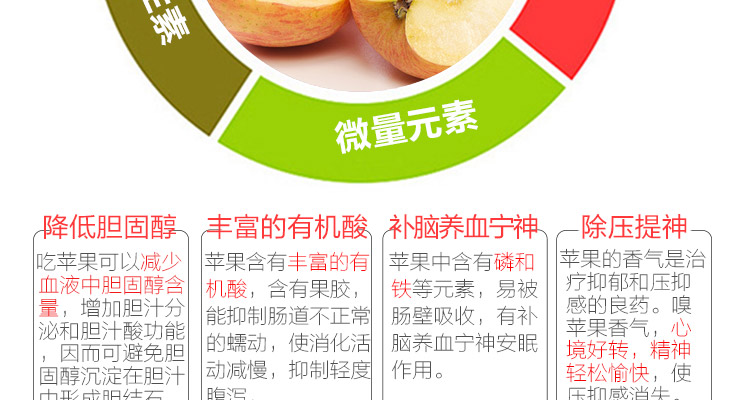 生素
微量元素
降低胆固醇
吃苹果可以减少
血液中胆固醇含
量，增加胆汁分
泌和胆汁酸功能
，因而可避免胆
固醇沉淀在胆汁
中形成胆结石
丰富的有机酸
苹果含有丰富的有
机酸，含有果胶，
能抑制肠道不正常
的蠕动，使消化活
动减慢，抑制轻度
腹泻。
补脑养血宁神
苹果中含有磷和
铁等元素，易被
肠壁吸收，有补
脑养血宁神安眠
作用。
除压提神
苹果的香气是治
疗抑郁和压抑
感的良药。嗅
苹果香气，心
境好转，精神
轻松愉快，使
压抑感消失。